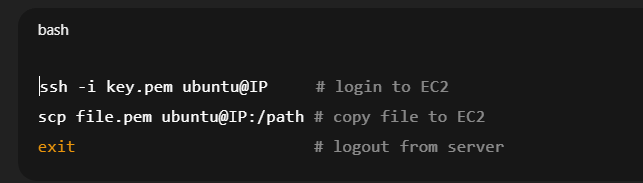 bash
ssh -i key.pem ubuntu@IP     # login to EC2
scp file.pem ubuntu@IP:/path # copy file to EC2
exit                         # logout from server